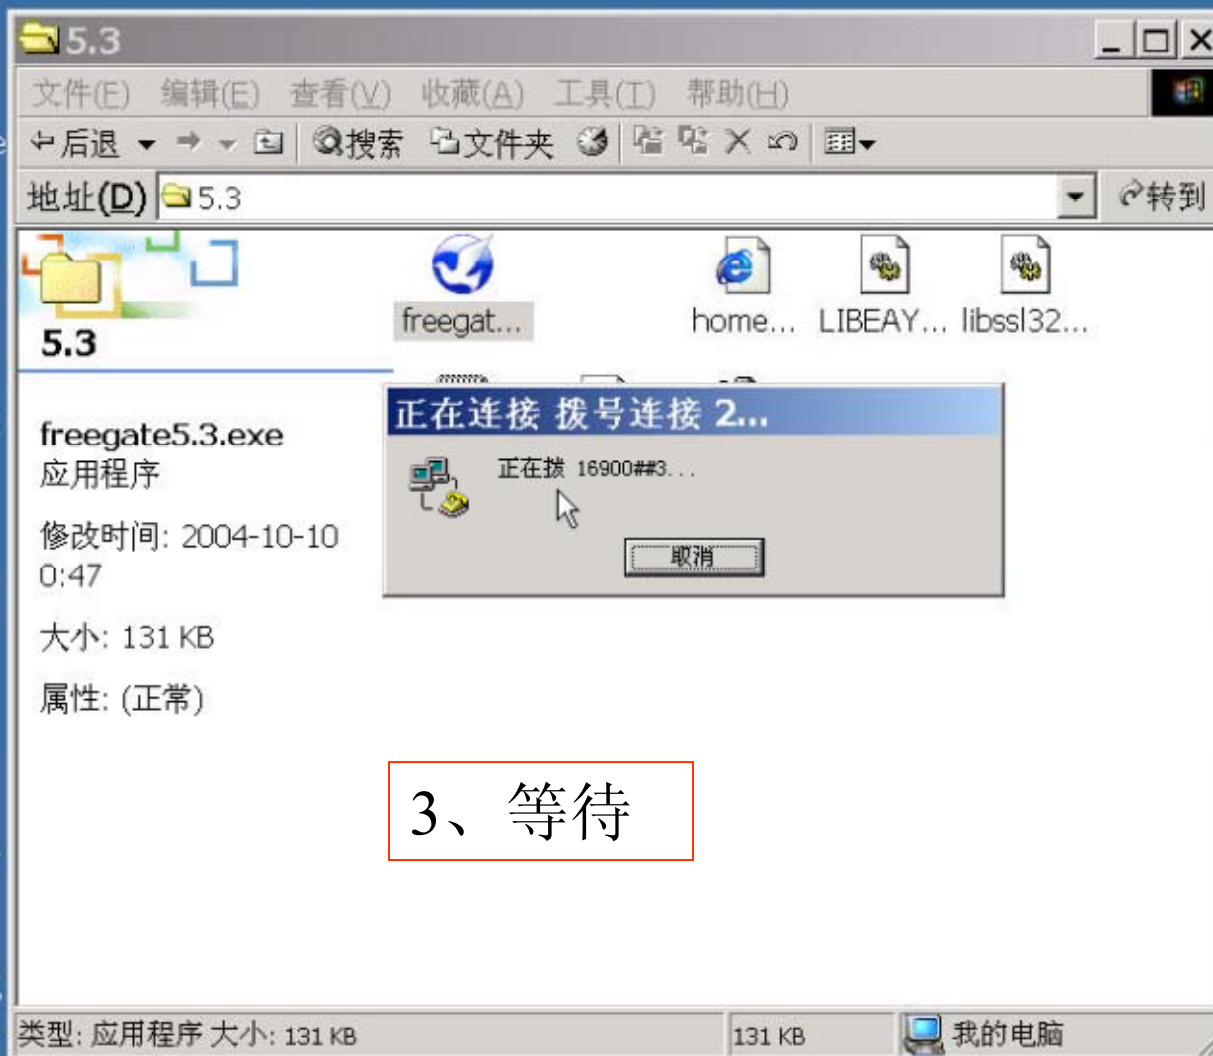 5.3
文件(F) 编辑(E) 查看(V) 收藏(A) 工具(T) 帮助(H)
后退 搜索 文件夹
地址(D) 5.3 转到
freegat... home... LIBEAY... libssl32...
5.3
freegate5.3.exe
应用程序
修改时间: 2004-10-10
0:47
大小: 131 KB
属性: (正常)
正在连接 拨号连接 2...
正在拨 16900##3...
取消
3、等待
类型: 应用程序 大小: 131 KB 131 KB 我的电脑